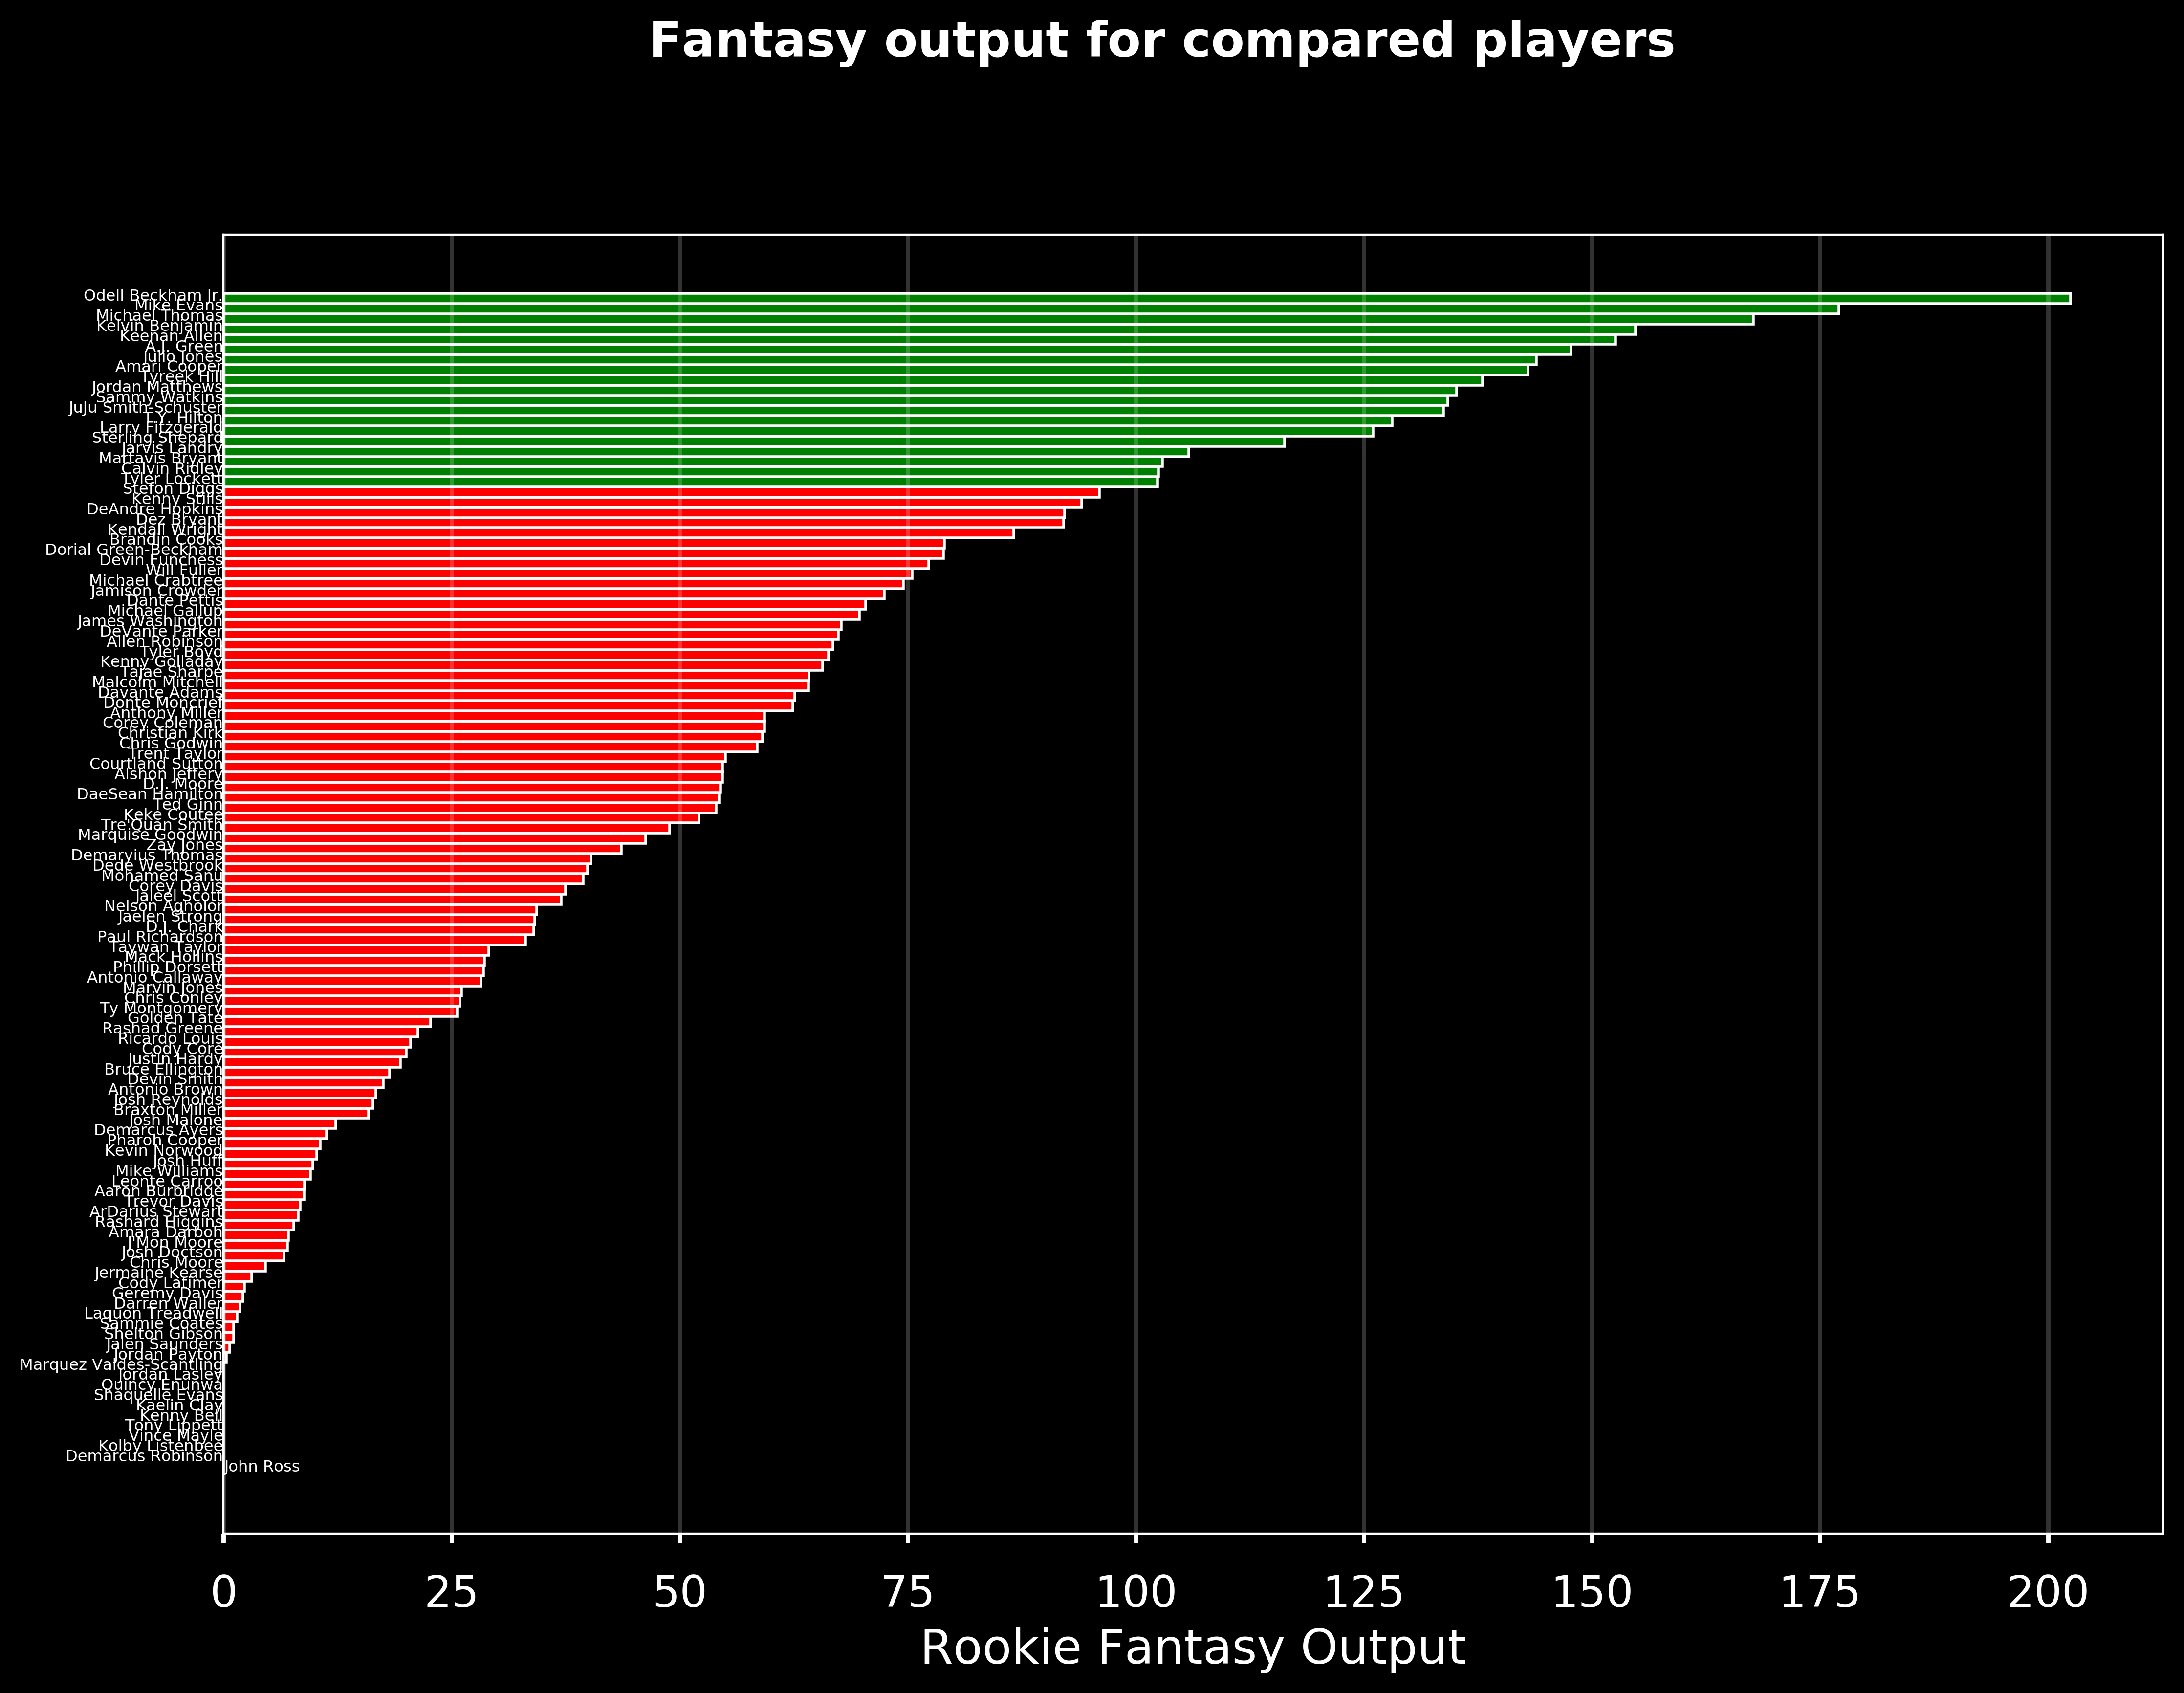 Fantasy output for compared players
Odell Beckham Jr.
Mike Evans
Michael Thomas
Kelvin Benjamin
Keenan Allen
A.J. Green
Julio Jones
Amari Cooper
Tyreek Hill
Jordan Matthews
Sammy Watkins
JuJu Smith-Schuster
T.Y. Hilton
Larry Fitzgerald
Sterling Shepard
Jarvis Landry
Martavis Bryant
Calvin Ridley
Tyler Lockett
Stefon Diggs
Kenny Stills
DeAndre Hopkins
Dez Bryant
Kendall Wright
Brandin Cooks
Dorial Green-Beckham
Devin Funchess
Will Fuller
Michael Crabtree
Jamison Crowder
Dante Pettis
Michael Gallup
James Washington
DeVante Parker
Allen Robinson
Tyler Boyd
Kenny Golladay
Tajae Sharpe
Malcolm Mitchell
Davante Adams
Donte Moncrief
Anthony Miller
Corey Coleman
Christian Kirk
Chris Godwin
Trent Taylor
Courtland Sutton
Alshon Jeffery
D.J. Moore
DaeSean Hamilton
Ted Ginn
Keke Coutee
Tre'Quan Smith
Marquise Goodwin
Zay Jones
Demaryius Thomas
Dede Westbrook
Mohamed Sanu
Corey Davis
Jaleel Scott
Nelson Agholor
Jaelen Strong
D.J. Chark
Paul Richardson
Taywan Taylor
Mack Hollins
Phillip Dorsett
Antonio Callaway
Marvin Jones
Chris Conley
Ty Montgomery
Golden Tate
Rashad Greene
Ricardo Louis
Cody Core
Justin Hardy
Bruce Ellington
Devin Smith
Antonio Brown
Josh Reynolds
Braxton Miller
Josh Malone
Demarcus Ayers
Pharoh Cooper
Kevin Norwood
Josh Huff
Mike Williams
Leonte Carroo
Aaron Burbridge
Trevor Davis
ArDarius Stewart
Rashard Higgins
Amara Darboh
J'Mon Moore
Josh Doctson
Chris Moore
Jermaine Kearse
Cody Latimer
Geremy Davis
Darren Waller
Laquon Treadwell
Sammie Coates
Shelton Gibson
Jalen Saunders
Jordan Payton
Marquez Valdes-Scantling
Jordan Lasley
Quincy Enunwa
Shaquelle Evans
Kaelin Clay
Kenny Bell
Tony Lippett
Vince Mayle
Kolby Listenbee
Demarcus Robinson
John Ross
0 25 50 75 100 125 150 175 200
Rookie Fantasy Output